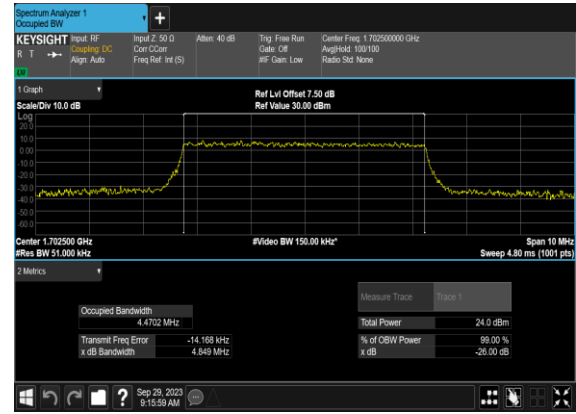 Spectrum Analyzer 1
Occupied BW
+
KEYSIGHT Input: RF Input Z: 50 Ω Atten: 40 dB Trig: Free Run Center Freq: 1.702500000 GHz
R T Coupling: DC Corr CCorr Gate: Off Avg|Hold: 100/100
Align: Auto Freq Ref: Int (S) #IF Gain: Low Radio Std: None
LNI
1 Graph
Ref Lvl Offset 7.50 dB
Scale/Div 10.0 dB Ref Value 30.00 dBm
Log
20.0
10.0
0.00
-10.0
-20.0
-30.0
-40.0
-50.0
-60.0
Center 1.702500 GHz #Video BW 150.00 kHz* Span 10 MHz
#Res BW 51.000 kHz Sweep 4.80 ms (1001 pts)
2 Metrics
Measure Trace Trace 1
Occupied Bandwidth
4.4702 MHz Total Power 24.0 dBm
Transmit Freq Error -14.168 kHz % of OBW Power 99.00 %
x dB Bandwidth 4.849 MHz x dB -26.00 dB
? Sep 29, 2023
9:15:59 AM